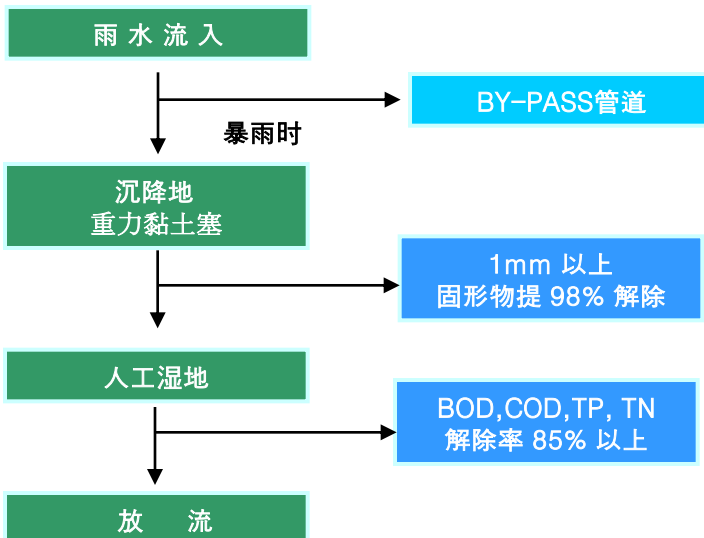 雨 水 流 入
BY-PASS管道
暴雨时
沉降地
重力黏土塞
1mm 以上
固形物提 98% 解除
人工湿地
BOD,COD,TP, TN
解除率 85% 以上
放 流